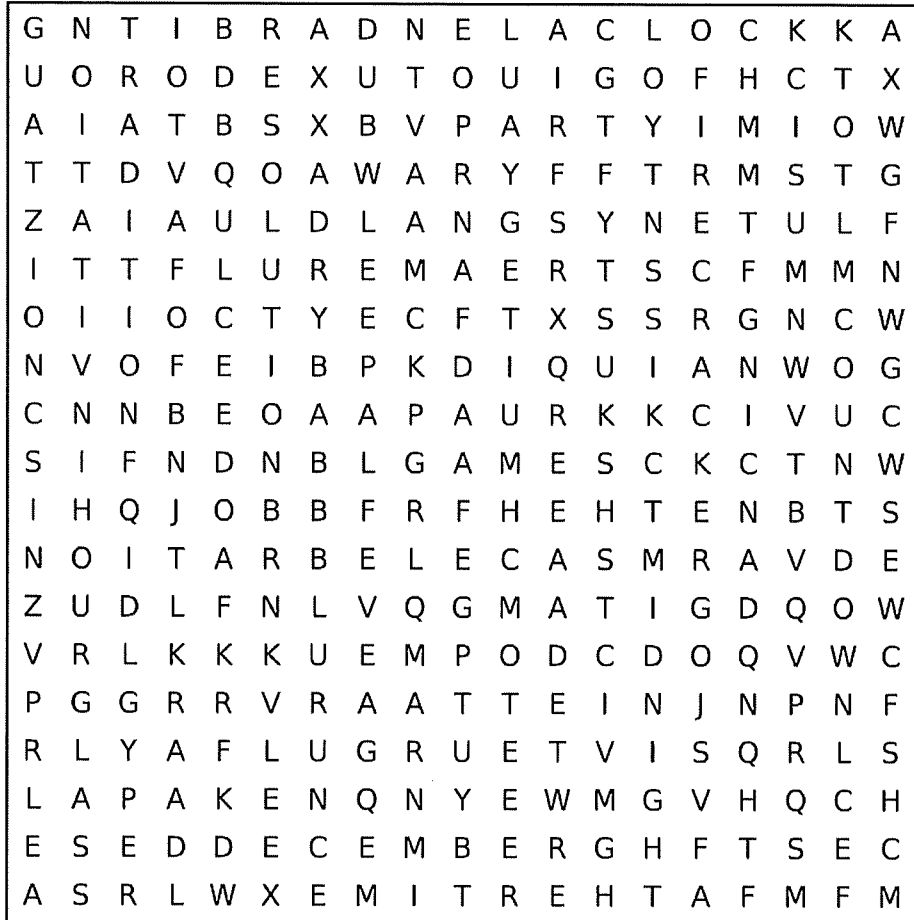 G N T I B R A D N E L A C L O C K K A
U O R O D E X U T O U I G O F H C T X
A I A T B S X B V P A R T Y I M I O W
T T D V Q O A W A R Y F F T R M S T G
Z A I A U L D L A N G S Y N E T U L F
I T T F L U R E M A E R T S C F M M N
O I I O C T Y E C F T X S S R G N C W
N V O F E I B P K D I Q U I A N W O G
C N N B E O A A P A U R K K C I V U C
S I F N D N B L G A M E S C K C T N W
I H Q J O B B F R F H E H T E N B T S
N O I T A R B E L E C A S M R A V D E
Z U D L F N L V Q G M A T I G D Q O W
V R L K K K U E M P O D C D O Q V W C
P G G R R V R A A T T E I N J N P N F
R L Y A F L U G R U E T V I S Q R L S
L A P A K E N Q N Y E W M G V H Q C H
E S E D D E C E M B E R G H F T S E C
A S R L W X E M I T R E H T A F M F M